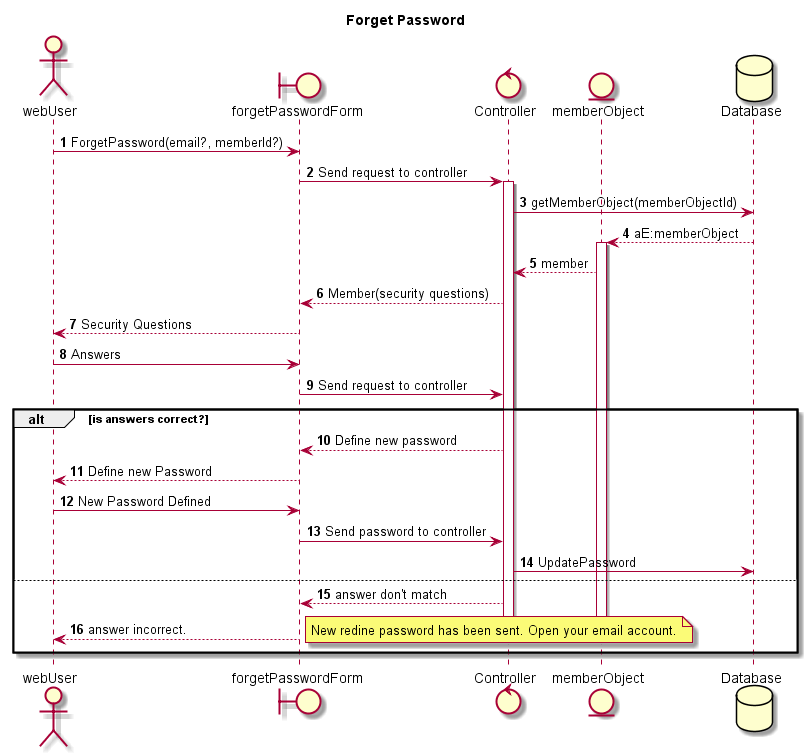 Forget Password
webUser
forgetPasswordForm
Controller
memberObject
Database
1 ForgetPassword(email?, memberId?)
2 Send request to controller
3 getMemberObject(memberObjectId)
4 aE:memberObject
5 member
6 Member(security questions)
7 Security Questions
8 Answers
9 Send request to controller
alt [is answers correct?]
10 Define new password
11 Define new Password
12 New Password Defined
13 Send password to controller
14 UpdatePassword
15 answer don't match
16 answer incorrect.
New redine password has been sent. Open your email account.
webUser
forgetPasswordForm
Controller
memberObject
Database